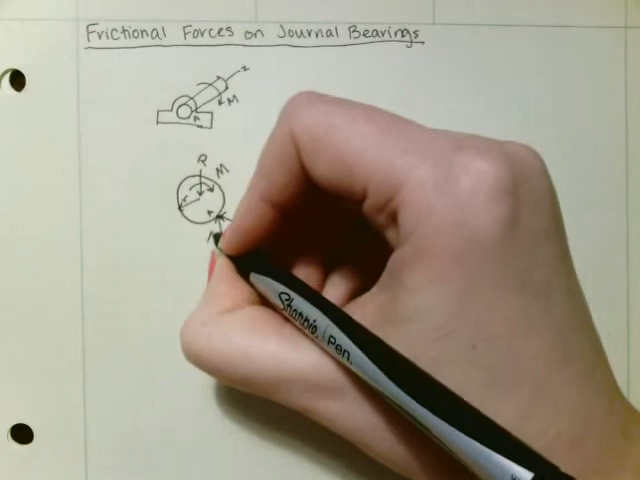 Frictional Forces on Journal Bearings
z
M
A
P
M
r
A
Sharpie. Pen.